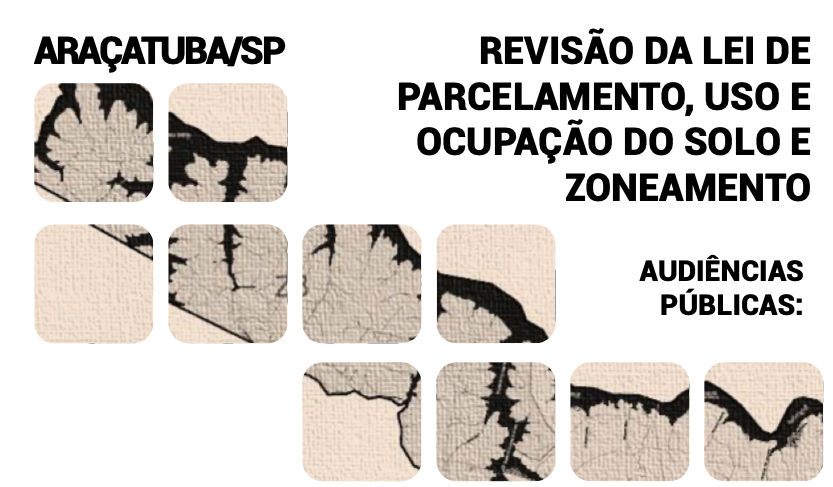 ARAÇATUBA/SP
REVISÃO DA LEI DE
PARCELAMENTO, USO E
OCUPAÇÃO DO SOLO E
ZONEAMENTO
AUDIÊNCIAS
PÚBLICAS: